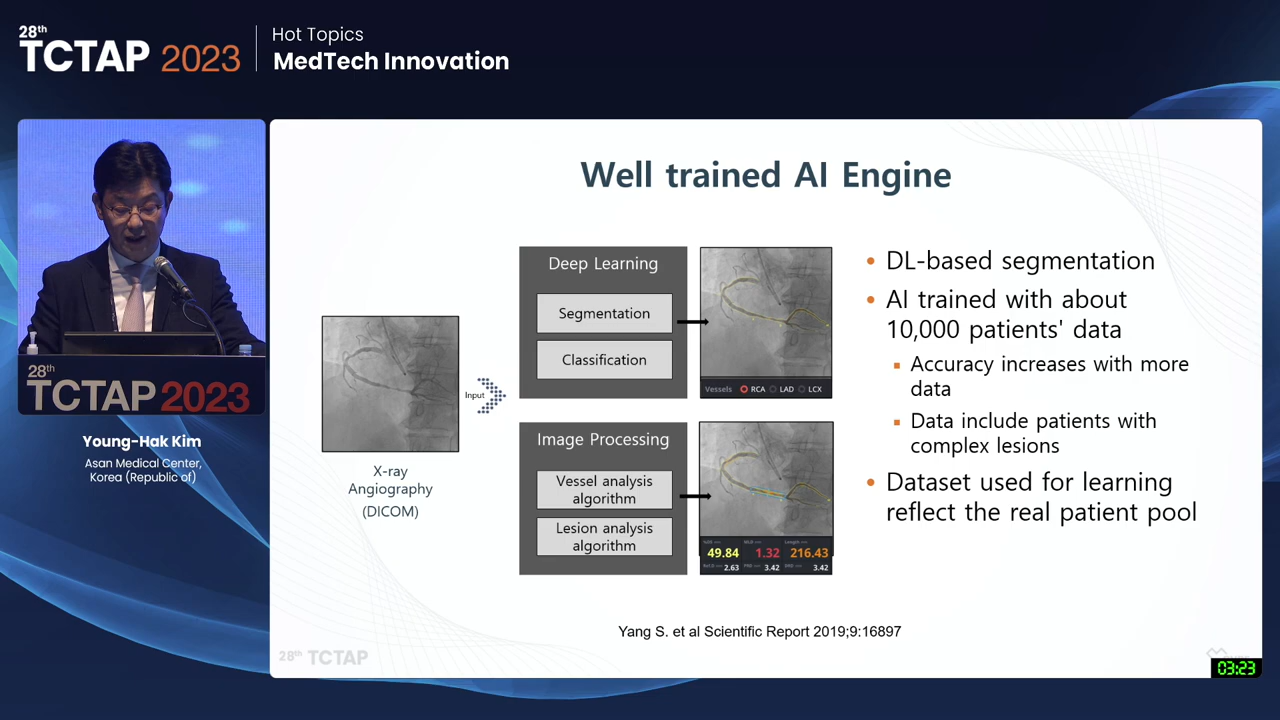 28th
TCTAP 2023
Hot Topics
MedTech Innovation
28th
TCTAP 2023
Young-Hak Kim
Asan Medical Center,
Korea (Republic of)
Well trained AI Engine
X-ray
Angiography
(DICOM)
Input
Deep Learning
Segmentation
Classification
Vessels RCA LAD LCX
Image Processing
Vessel analysis
algorithm
Lesion analysis
algorithm
49.84 1.32 216.43
2.63 3.42 3.42
• DL-based segmentation
• AI trained with about
10,000 patients' data
▪ Accuracy increases with more
data
▪ Data include patients with
complex lesions
• Dataset used for learning
reflect the real patient pool
Yang S. et al Scientific Report 2019;9:16897
28th TCTAP
03:23